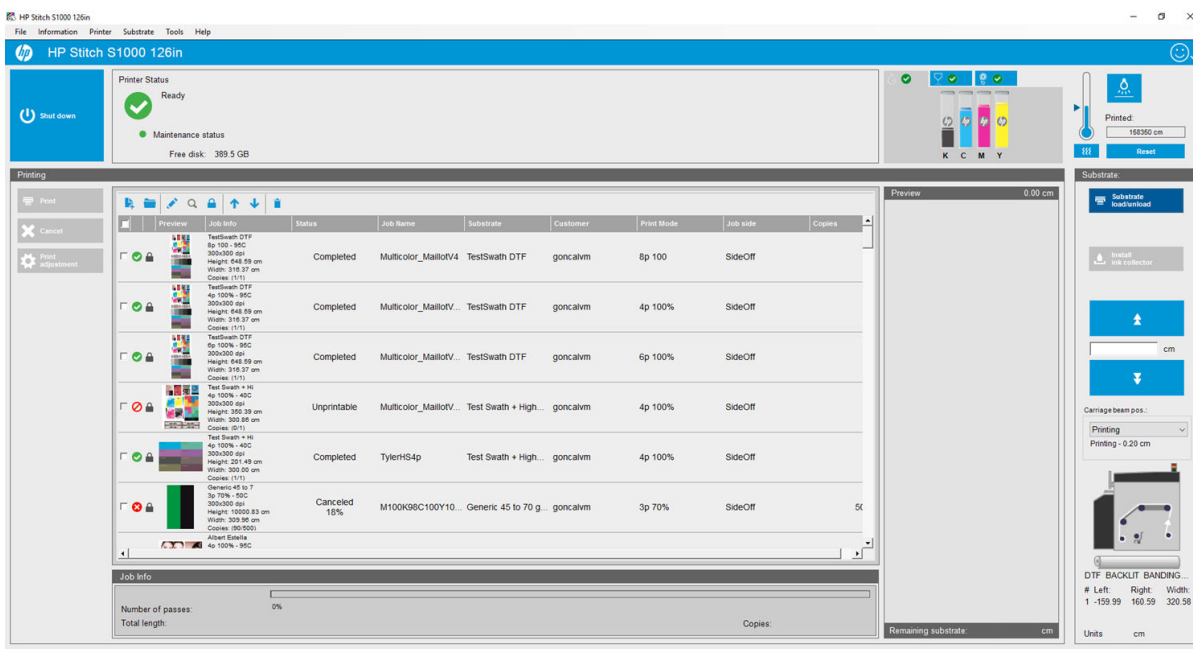 HP Stitch S1000 126in
File Information Printer Substrate Tools Help
hp HP Stitch S1000 126in
Shut down
Printer Status
Ready
Maintenance status
Free disk: 389.5 GB
K C M Y
Printed:
158350 cm
Reset
Printing
Print
Cancel
Print adjustment
Preview Job Info Status Job Name Substrate Customer Print Mode Job side Copies
TestSwath DTF
8p 100 - 95C
300x300 dpi
Height: 648.59 cm
Width: 316.37 cm
Copies: (1/1)
Completed Multicolor_MaillotV4 TestSwath DTF goncalvm 8p 100 SideOff
TestSwath DTF
4p 100% - 95C
300x300 dpi
Height: 648.59 cm
Width: 316.37 cm
Copies: (1/1)
Completed Multicolor_MaillotV... TestSwath DTF goncalvm 4p 100% SideOff
TestSwath DTF
6p 100% - 95C
300x300 dpi
Height: 648.59 cm
Width: 316.37 cm
Copies: (1/1)
Completed Multicolor_MaillotV... TestSwath DTF goncalvm 6p 100% SideOff
Test Swath + Hi
4p 100% - 40C
300x300 dpi
Height: 350.39 cm
Width: 300.86 cm
Copies: (0/1)
Unprintable Multicolor_MaillotV... Test Swath + High... goncalvm 4p 100% SideOff
Test Swath + Hi
4p 100% - 40C
300x300 dpi
Height: 201.49 cm
Width: 300.00 cm
Copies: (1/1)
Completed TylerHS4p Test Swath + High... goncalvm 4p 100% SideOff
Generic 45 to 7
3p 70% - 50C
300x300 dpi
Height: 10000.83 cm
Width: 309.96 cm
Copies: (90/500)
Canceled
18%
M100K98C100Y10... Generic 45 to 70 g... goncalvm 3p 70% SideOff 50
Albert Estella
4p 100% - 95C
Job Info
0%
Number of passes:
Total length:
Copies:
Preview 0.00 cm
Remaining substrate: cm
Substrate:
Substrate
load/unload
Install
ink collector
cm
Carriage beam pos.:
Printing
Printing - 0.20 cm
DTF BACKLIT BANDING...
# Left: Right: Width:
1 -159.99 160.59 320.58
Units cm